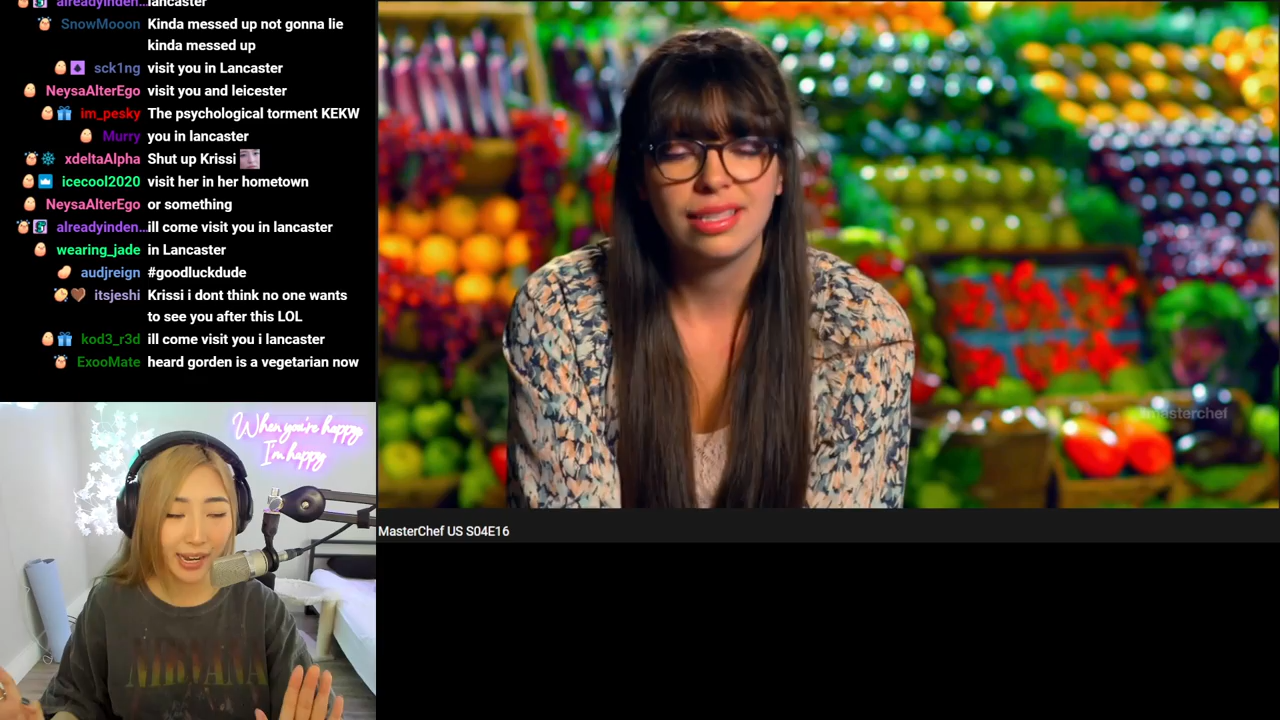 alreadyinden… lancaster
SnowMooon Kinda messed up not gonna lie
kinda messed up
sck1ng visit you in Lancaster
NeysaAlterEgo visit you and leicester
im_pesky The psychological torment KEKW
Murry you in lancaster
xdeltaAlpha Shut up Krissi
icecool2020 visit her in her hometown
NeysaAlterEgo or something
alreadyinden… ill come visit you in lancaster
wearing_jade in Lancaster
audjreign #goodluckdude
itsjeshi Krissi i dont think no one wants
to see you after this LOL
kod3_r3d ill come visit you i lancaster
ExooMate heard gorden is a vegetarian now
When you're happy
I'm happy
NIRVANA
#masterchef
MasterChef US S04E16